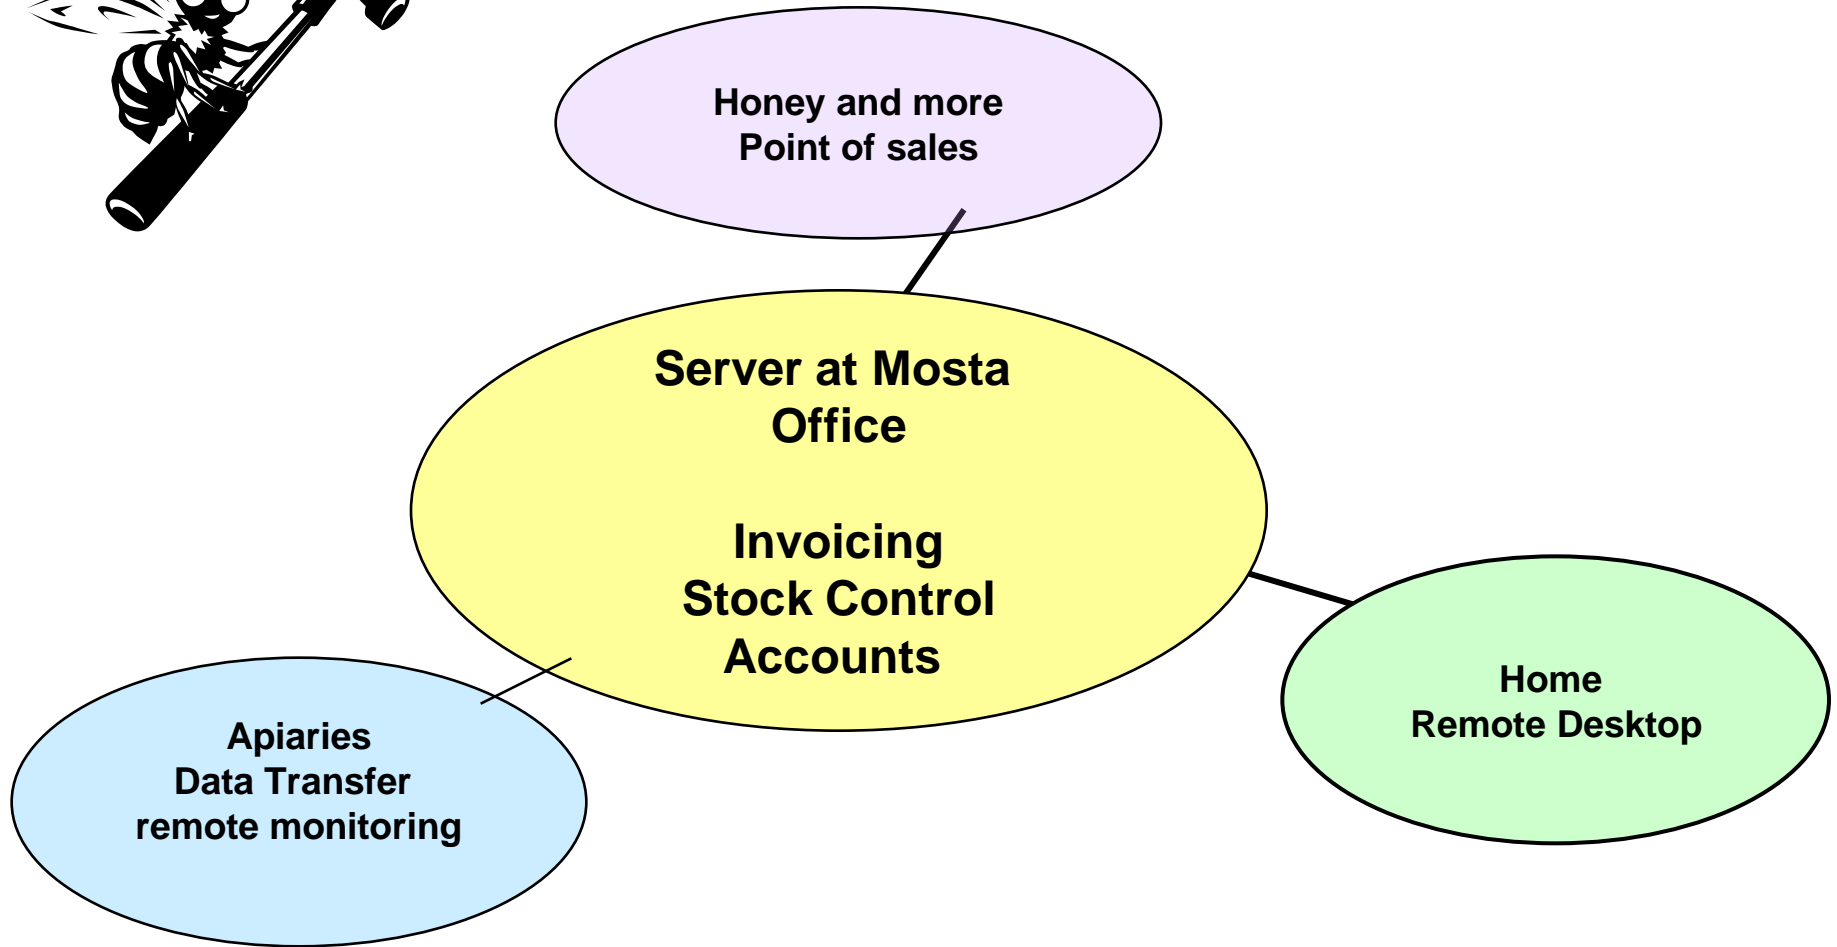 Honey and more
Point of sales
Server at Mosta
Office
Invoicing
Stock Control
Accounts
Home
Remote Desktop
Apiaries
Data Transfer
remote monitoring